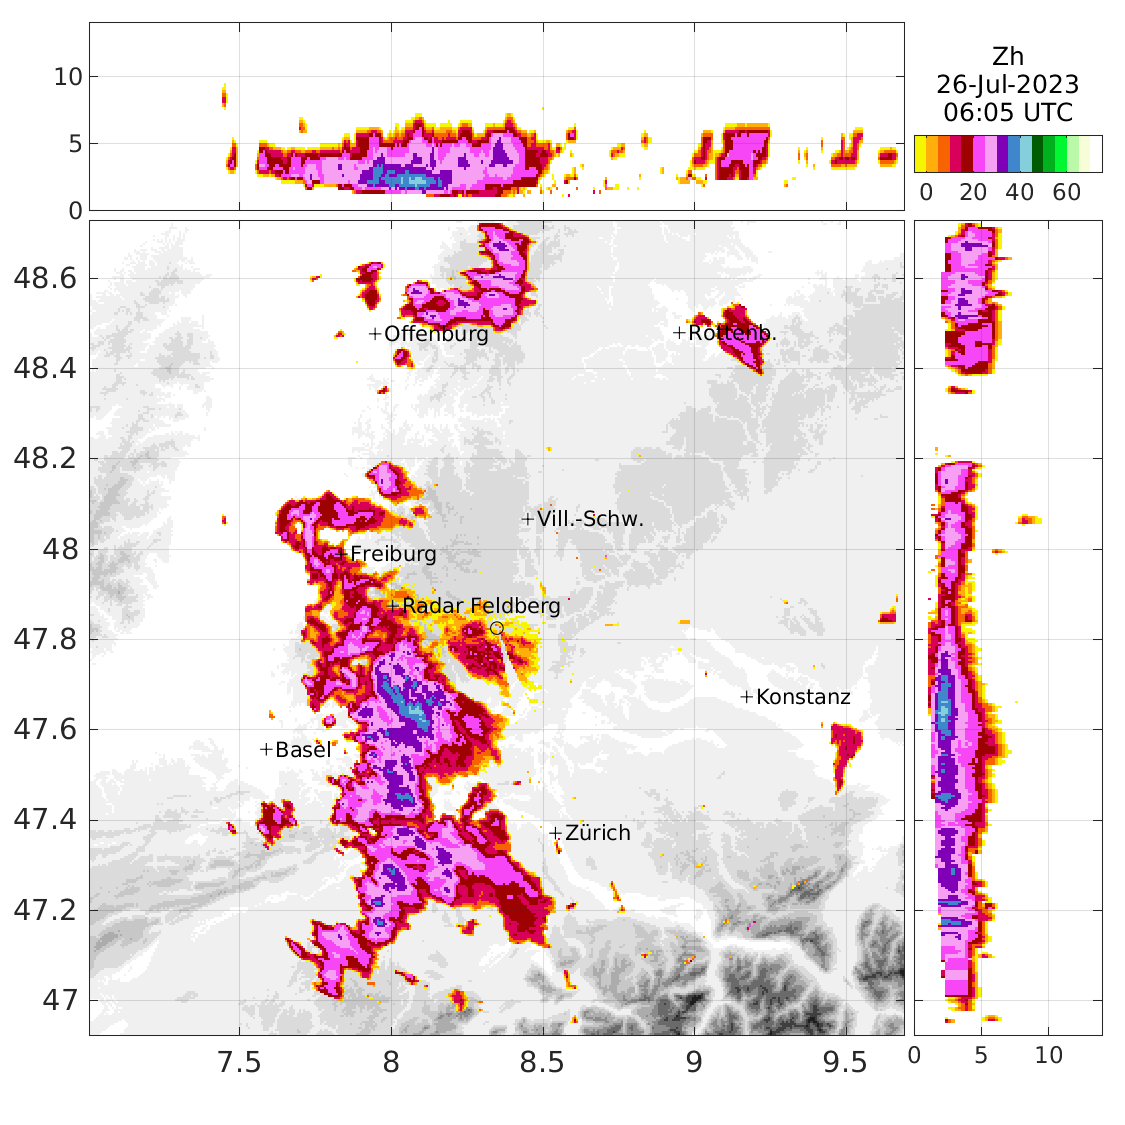 10
5
0
Zh
26-Jul-2023
06:05 UTC
0 20 40 60
48.6
48.4
48.2
48
47.8
47.6
47.4
47.2
47
+Offenburg
+Rottenb.
+Vill.-Schw.
+Freiburg
+Radar Feldberg
+Konstanz
+Basel
+Zürich
7.5 8 8.5 9 9.5
0 5 10